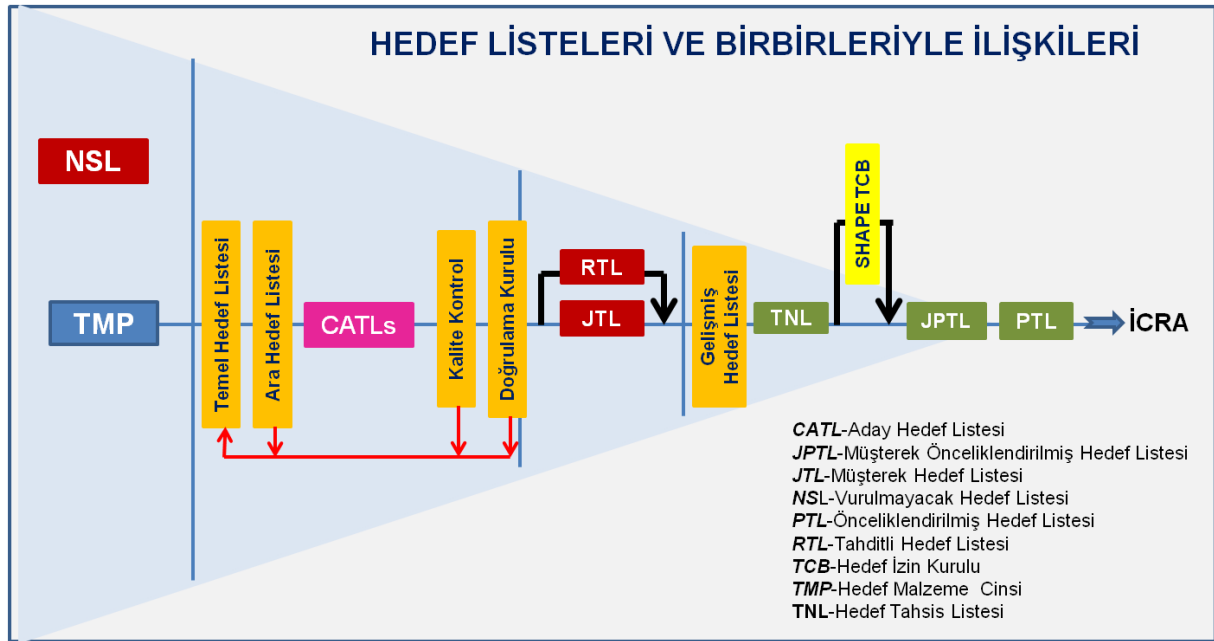 HEDEF LİSTELERİ VE BİRBİRLERİYLE İLİŞKİLERİ
NSL
TMP
Temel Hedef Listesi
Ara Hedef Listesi
CATLs
Kalite Kontrol
Doğrulama Kurulu
RTL
JTL
Gelişmiş
Hedef Listesi
TNL
SHAPE TCB
JPTL
PTL
İCRA
CATL-Aday Hedef Listesi
JPTL-Müşterek Önceliklendirilmiş Hedef Listesi
JTL-Müşterek Hedef Listesi
NSL-Vurulmayacak Hedef Listesi
PTL-Önceliklendirilmiş Hedef Listesi
RTL-Tahditli Hedef Listesi
TCB-Hedef İzin Kurulu
TMP-Hedef Malzeme Cinsi
TNL-Hedef Tahsis Listesi